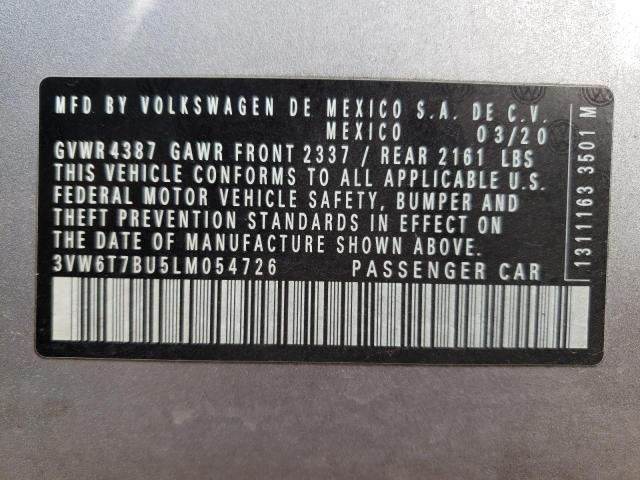 MFD BY VOLKSWAGEN DE MEXICO S.A. DE C.V.
MEXICO 03/20
GVWR 4387 GAWR FRONT 2337 / REAR 2161 LBS
THIS VEHICLE CONFORMS TO ALL APPLICABLE U.S.
FEDERAL MOTOR VEHICLE SAFETY, BUMPER AND
THEFT PREVENTION STANDARDS IN EFFECT ON
THE DATE OF MANUFACTURE SHOWN ABOVE.
3VW6T7BU5LM054726 PASSENGER CAR
1311163 3501 M